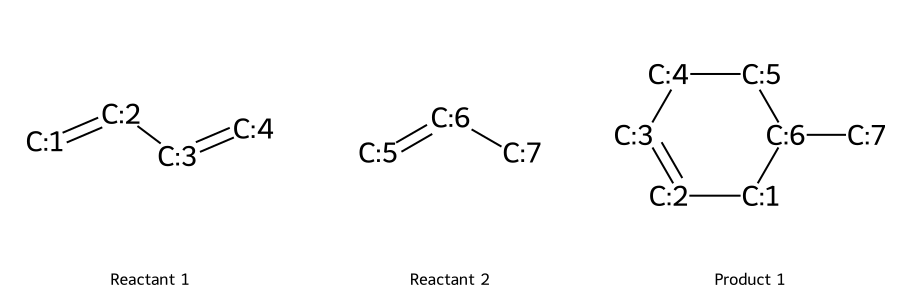 C:1 C:2 C:3 C:4
C:5 C:6 C:7
C:4 C:5
C:3 C:6 C:7
C:2 C:1
Reactant 1
Reactant 2
Product 1